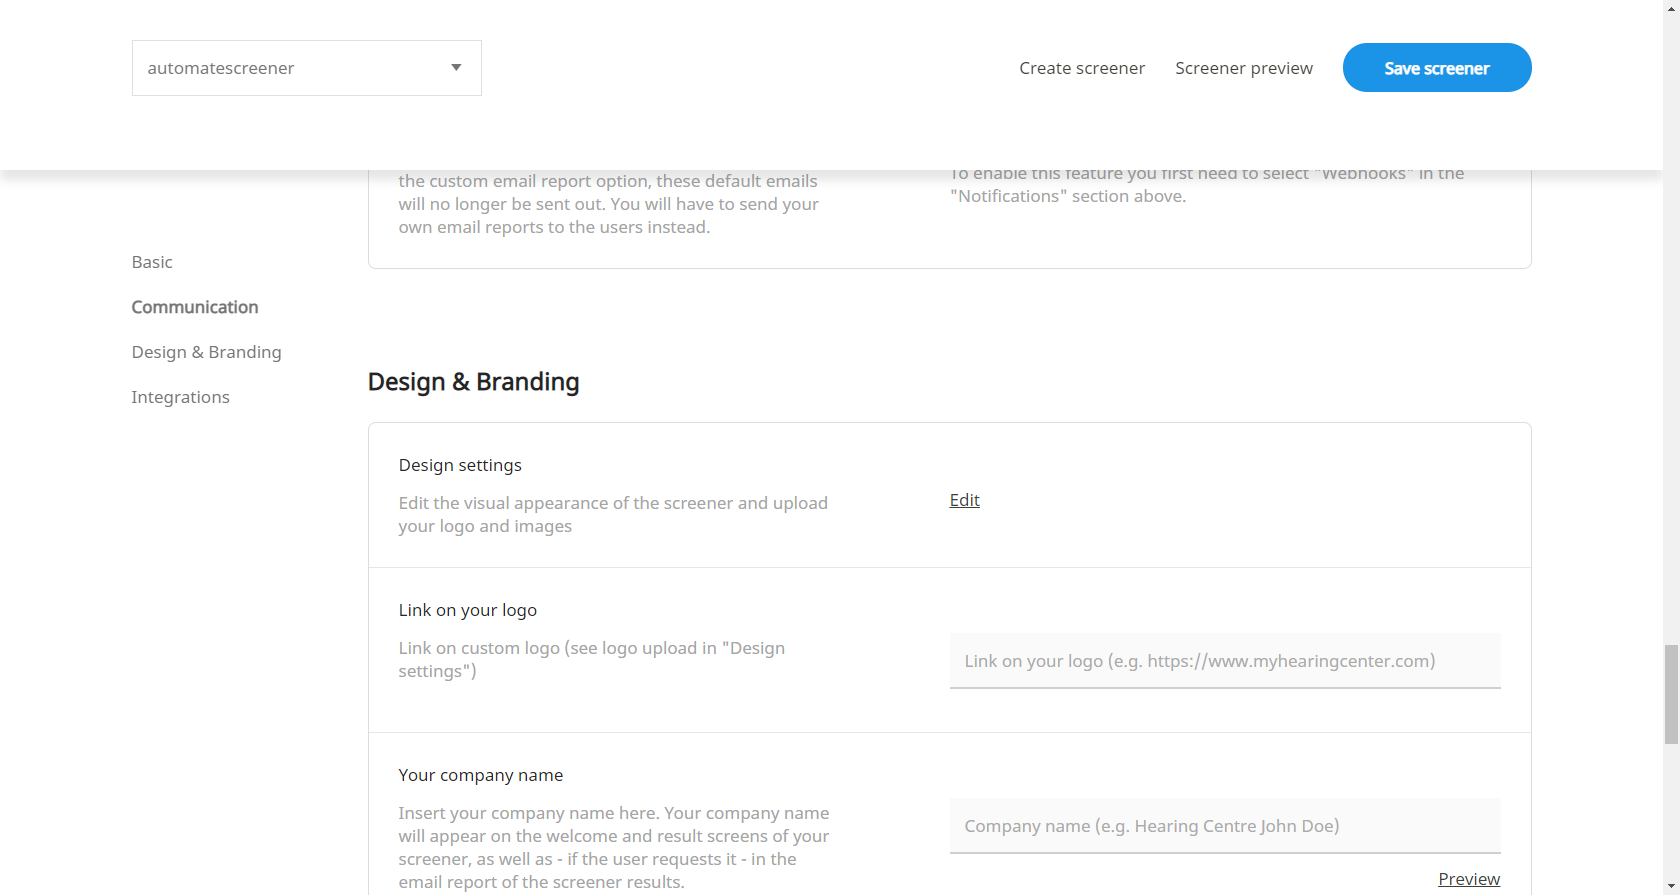 automatescreener
Create screener
Screener preview
Save screener
the custom email report option, these default emails
will no longer be sent out. You will have to send your
own email reports to the users instead.
To enable this feature you first need to select "Webhooks" in the
"Notifications" section above.
Basic
Communication
Design & Branding
Integrations
Design & Branding
Design settings
Edit the visual appearance of the screener and upload
your logo and images
Edit
Link on your logo
Link on custom logo (see logo upload in "Design
settings")
Link on your logo (e.g. https://www.myhearingcenter.com)
Your company name
Insert your company name here. Your company name
will appear on the welcome and result screens of your
screener, as well as - if the user requests it - in the
email report of the screener results.
Company name (e.g. Hearing Centre John Doe)
Preview